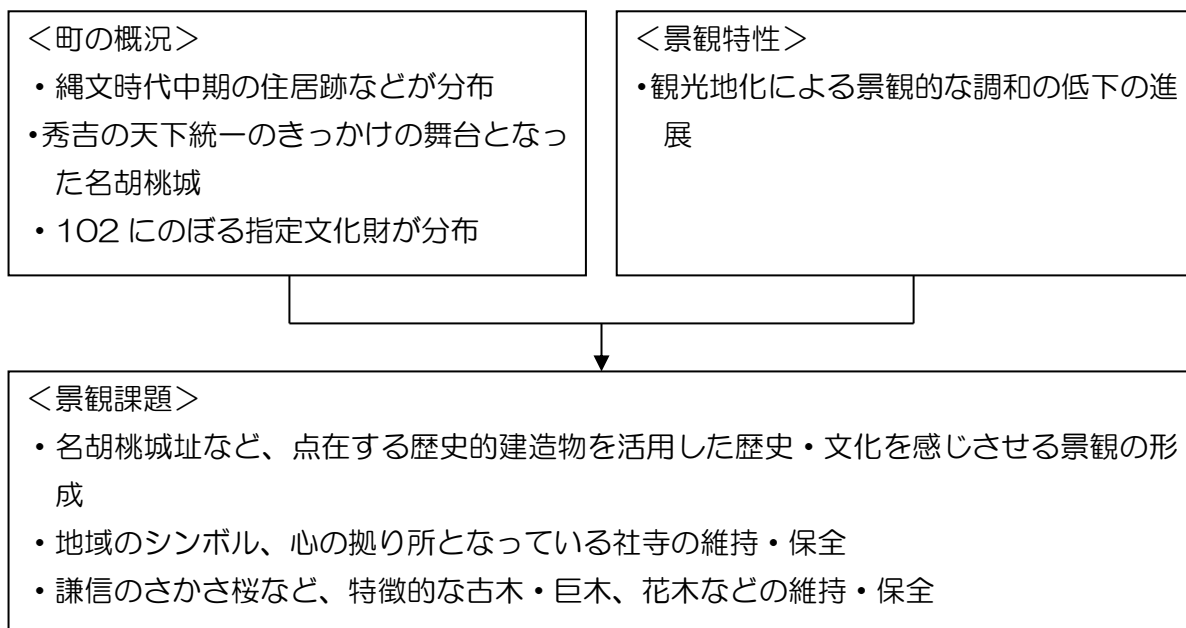 ＜町の概況＞
・縄文時代中期の住居跡などが分布
・秀吉の天下統一のきっかけの舞台となっ
た名胡桃城
・102 にのぼる指定文化財が分布
＜景観特性＞
・観光地化による景観的な調和の低下の進
展
＜景観課題＞
・名胡桃城址など、点在する歴史的建造物を活用した歴史・文化を感じさせる景観の形
成
・地域のシンボル、心の拠り所となっている社寺の維持・保全
・謙信のさかさ桜など、特徴的な古木・巨木、花木などの維持・保全